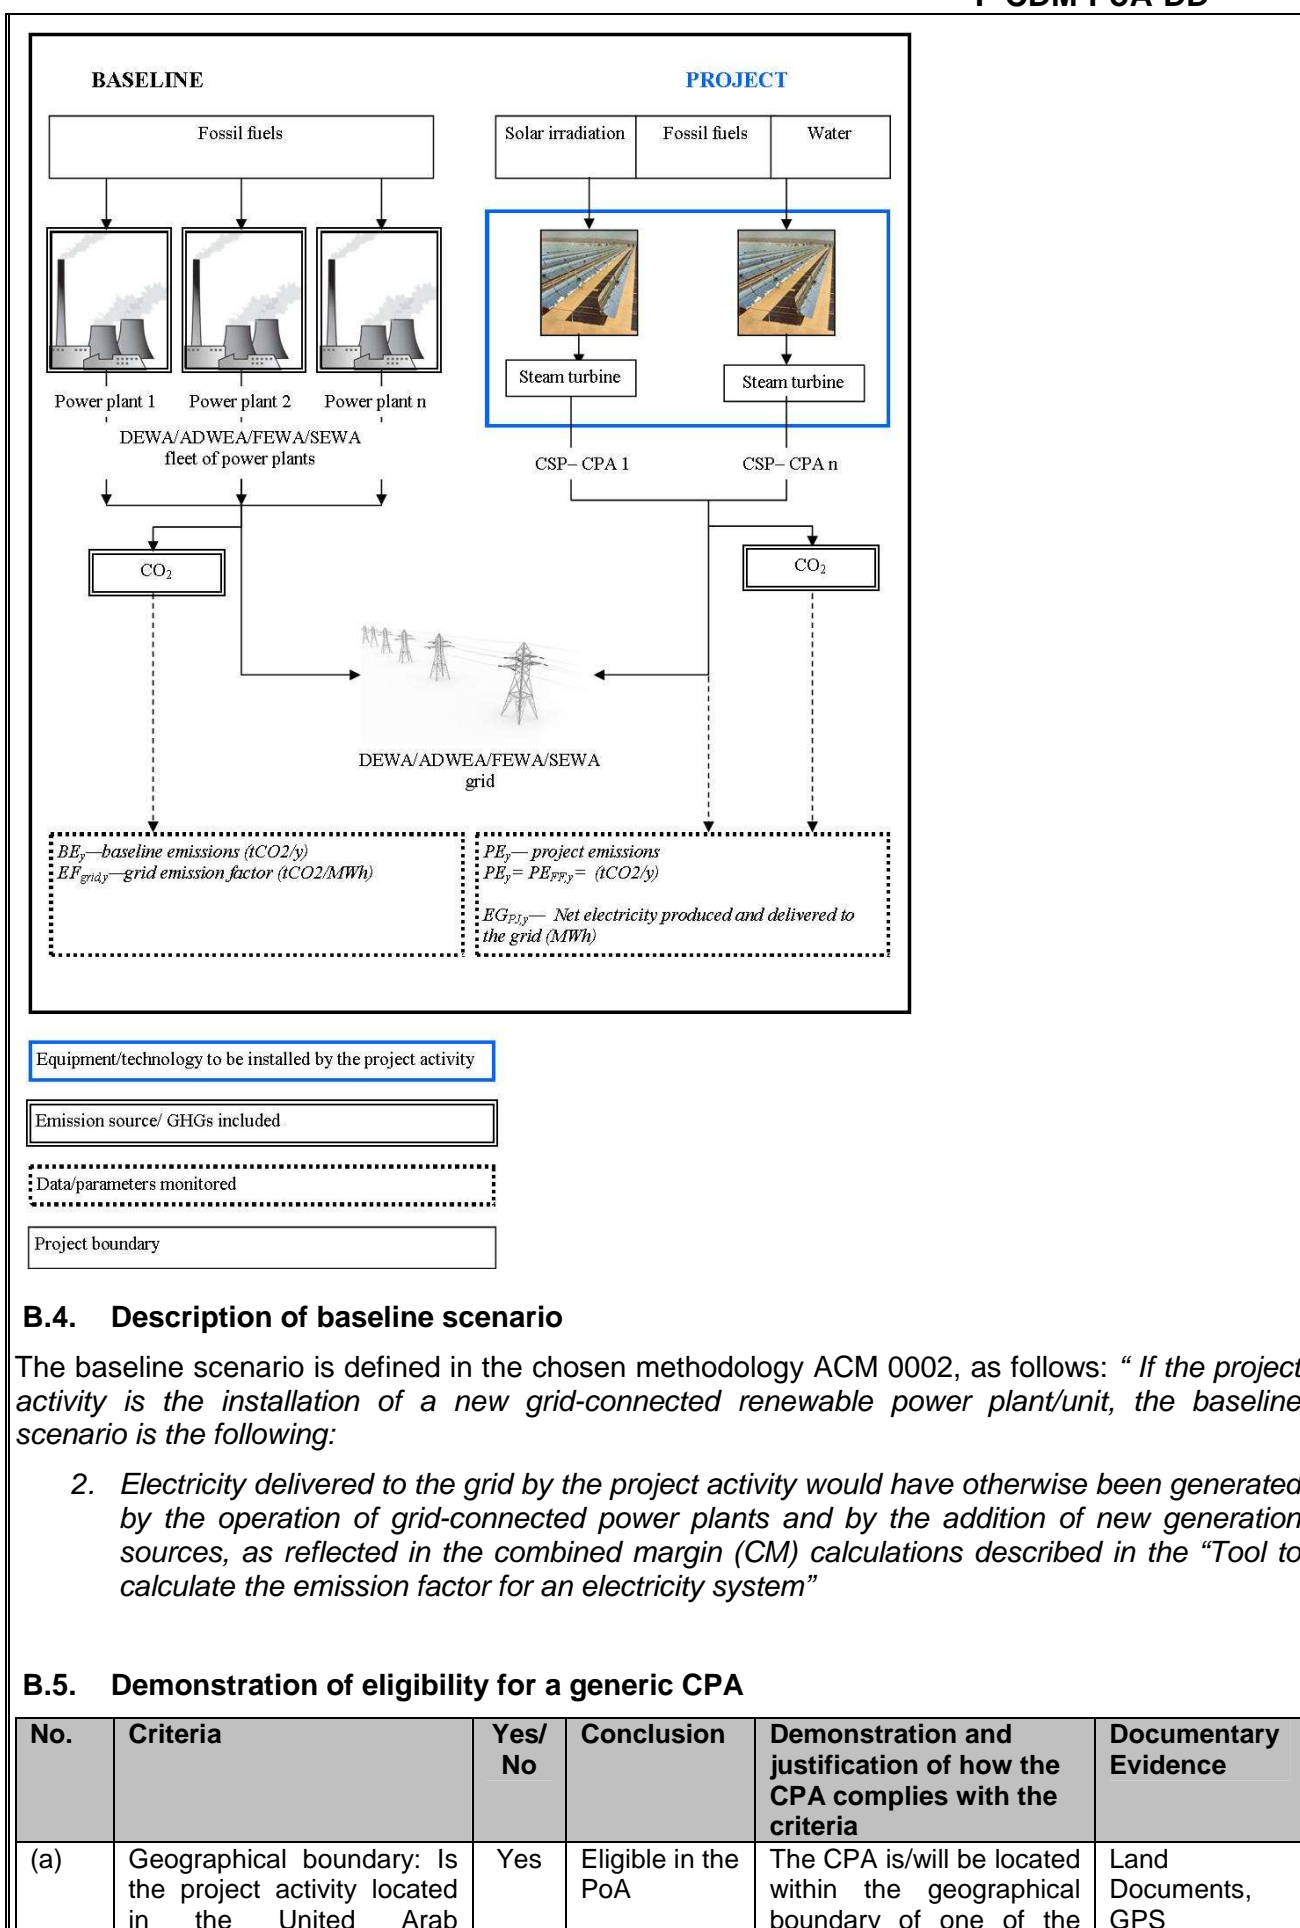 BASELINE
PROJECT
Fossil fuels
Solar irradiation
Fossil fuels
Water
Steam turbine
Steam turbine
Power plant 1
Power plant 2
Power plant n
DEWA/ADWEA/FEWA/SEWA
fleet of power plants
CSP– CPA 1
CSP– CPA n
CO₂
CO₂
DEWA/ADWEA/FEWA/SEWA
grid
BEy—baseline emissions (tCO2/y)
EFgrid,y—grid emission factor (tCO2/MWh)
PEy— project emissions
PEy= PEFF,y= (tCO2/y)
EGPJ,y— Net electricity produced and delivered to
the grid (MWh)
Equipment/technology to be installed by the project activity
Emission source/ GHGs included
Data/parameters monitored
Project boundary
B.4. Description of baseline scenario
The baseline scenario is defined in the chosen methodology ACM 0002, as follows: “ If the project
activity is the installation of a new grid-connected renewable power plant/unit, the baseline
scenario is the following:
2. Electricity delivered to the grid by the project activity would have otherwise been generated
by the operation of grid-connected power plants and by the addition of new generation
sources, as reflected in the combined margin (CM) calculations described in the “Tool to
calculate the emission factor for an electricity system”
B.5. Demonstration of eligibility for a generic CPA
No.
Criteria
Yes/
No
Conclusion
Demonstration and
justification of how the
CPA complies with the
criteria
Documentary
Evidence
(a)
Geographical boundary: Is
the project activity located
in the United Arab
Yes
Eligible in the
PoA
The CPA is/will be located
within the geographical
boundary of one of the
Land
Documents,
GPS